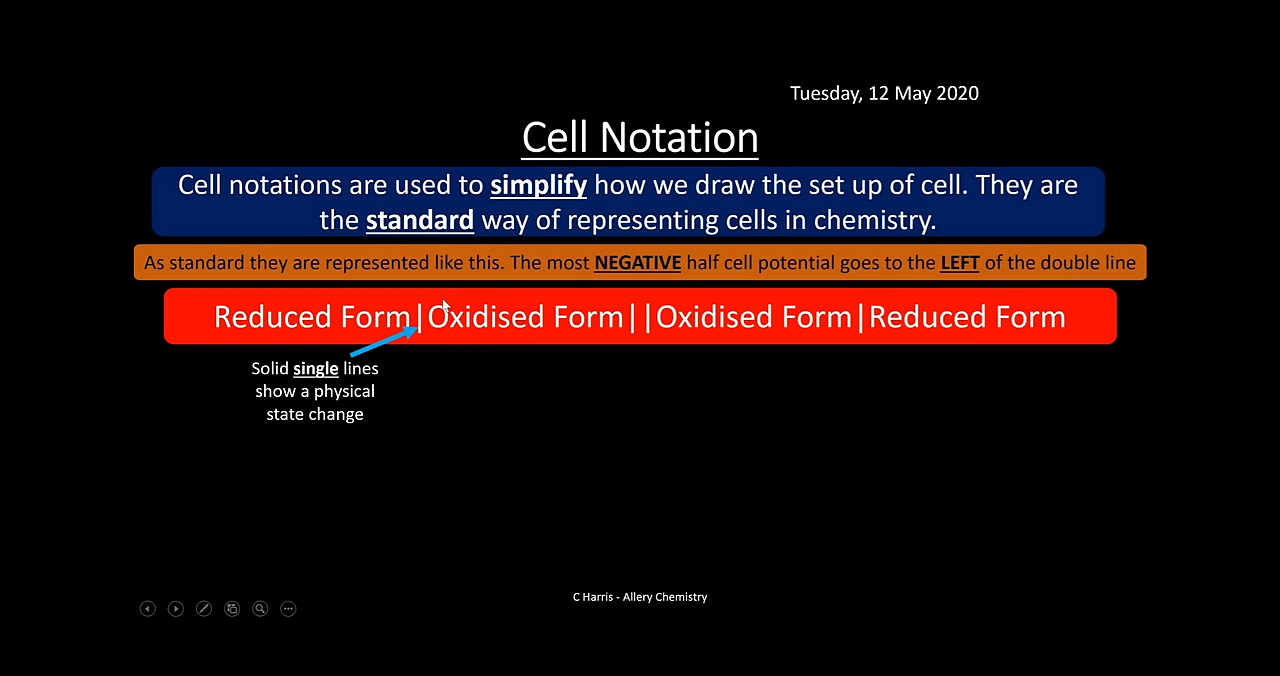 Tuesday, 12 May 2020
Cell Notation
Cell notations are used to simplify how we draw the set up of cell. They are
the standard way of representing cells in chemistry.
As standard they are represented like this. The most NEGATIVE half cell potential goes to the LEFT of the double line
Reduced Form|Oxidised Form||Oxidised Form|Reduced Form
Solid single lines
show a physical
state change
C Harris - Allery Chemistry